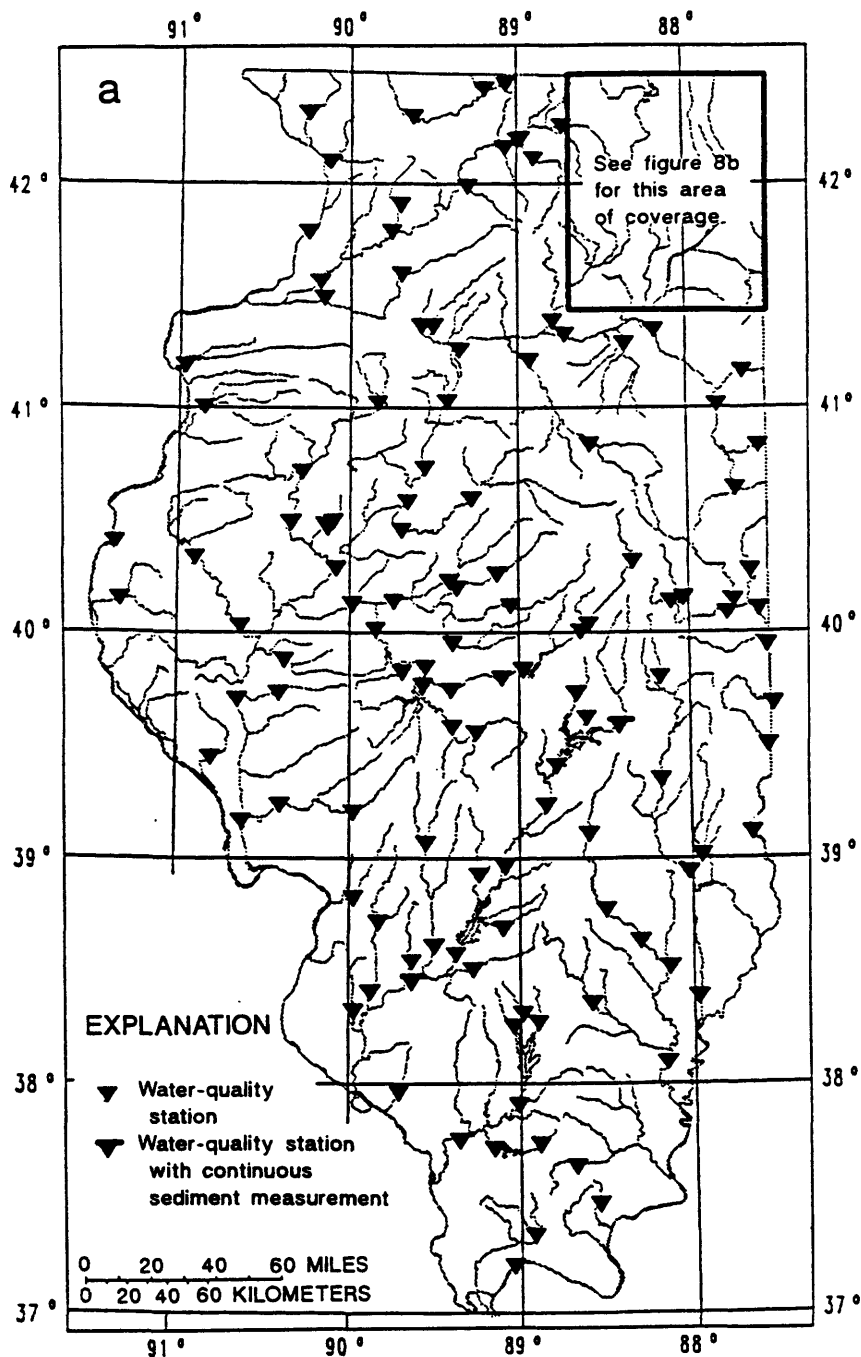 91° 90° 89° 88°
a
See figure 8b
for this area
of coverage
42° 42°
41° 41°
40° 40°
39° 39°
EXPLANATION
38° 38°
Water-quality
station
Water-quality station
with continuous
sediment measurement
0 20 40 60 MILES
0 20 40 60 KILOMETERS
37° 37°
91° 90° 89° 88°